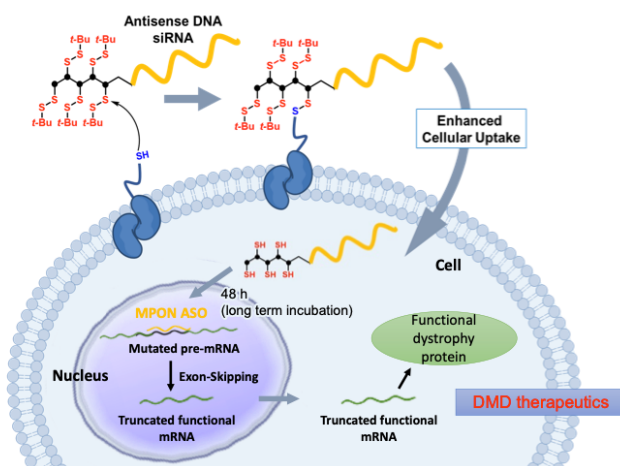 Antisense DNA
siRNA
t-Bu t-Bu
S S
S S
S S S
S S S
t-Bu t-Bu t-Bu
SH
t-Bu t-Bu
S S
S S
S S S
S S S
t-Bu t-Bu
Enhanced
Cellular Uptake
SH SH
SH SH SH
Cell
48 h
(long term incubation)
MPON ASO
Mutated pre-mRNA
Nucleus
Exon-Skipping
Truncated functional
mRNA
Functional
dystrophy
protein
Truncated functional
mRNA
DMD therapeutics